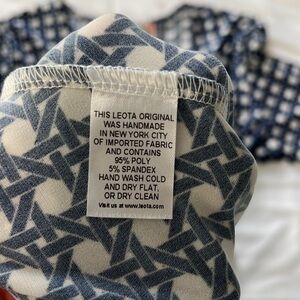 THIS LEOTA ORIGINAL
WAS HANDMADE
IN NEW YORK CITY
OF IMPORTED FABRIC
AND CONTAINS
95% POLY
5% SPANDEX
HAND WASH COLD
AND DRY FLAT,
OR DRY CLEAN
Visit us at www.leota.com